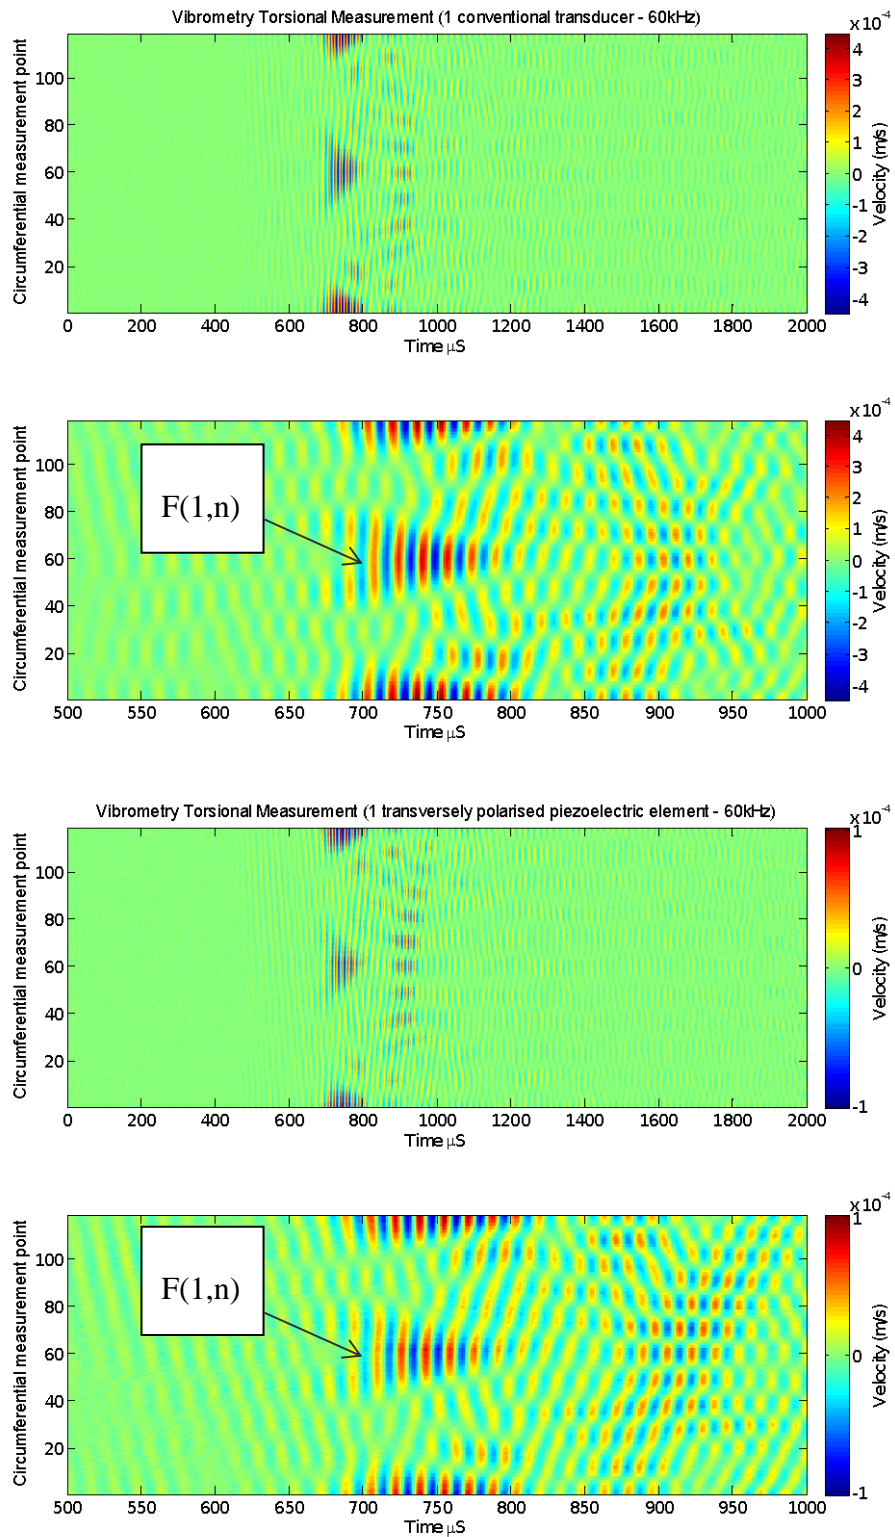 Vibrometry Torsional Measurement (1 conventional transducer - 60kHz)
x10⁻⁴
Circumferential measurement point
100
80
60
40
20
0 200 400 600 800 1000 1200 1400 1600 1800 2000
Time μS
4
3
2
1
0
-1
-2
-3
-4
Velocity (m/s)
x10⁻⁴
Circumferential measurement point
100
80
60
40
20
F(1,n)
500 550 600 650 700 750 800 850 900 950 1000
Time μS
4
3
2
1
0
-1
-2
-3
-4
Velocity (m/s)
Vibrometry Torsional Measurement (1 transversely polarised piezoelectric element - 60kHz)
x10⁻⁴
Circumferential measurement point
100
80
60
40
20
0 200 400 600 800 1000 1200 1400 1600 1800 2000
Time μS
1
0
-1
Velocity (m/s)
x10⁻⁴
Circumferential measurement point
100
80
60
40
20
F(1,n)
500 550 600 650 700 750 800 850 900 950 1000
Time μS
1
0
-1
Velocity (m/s)